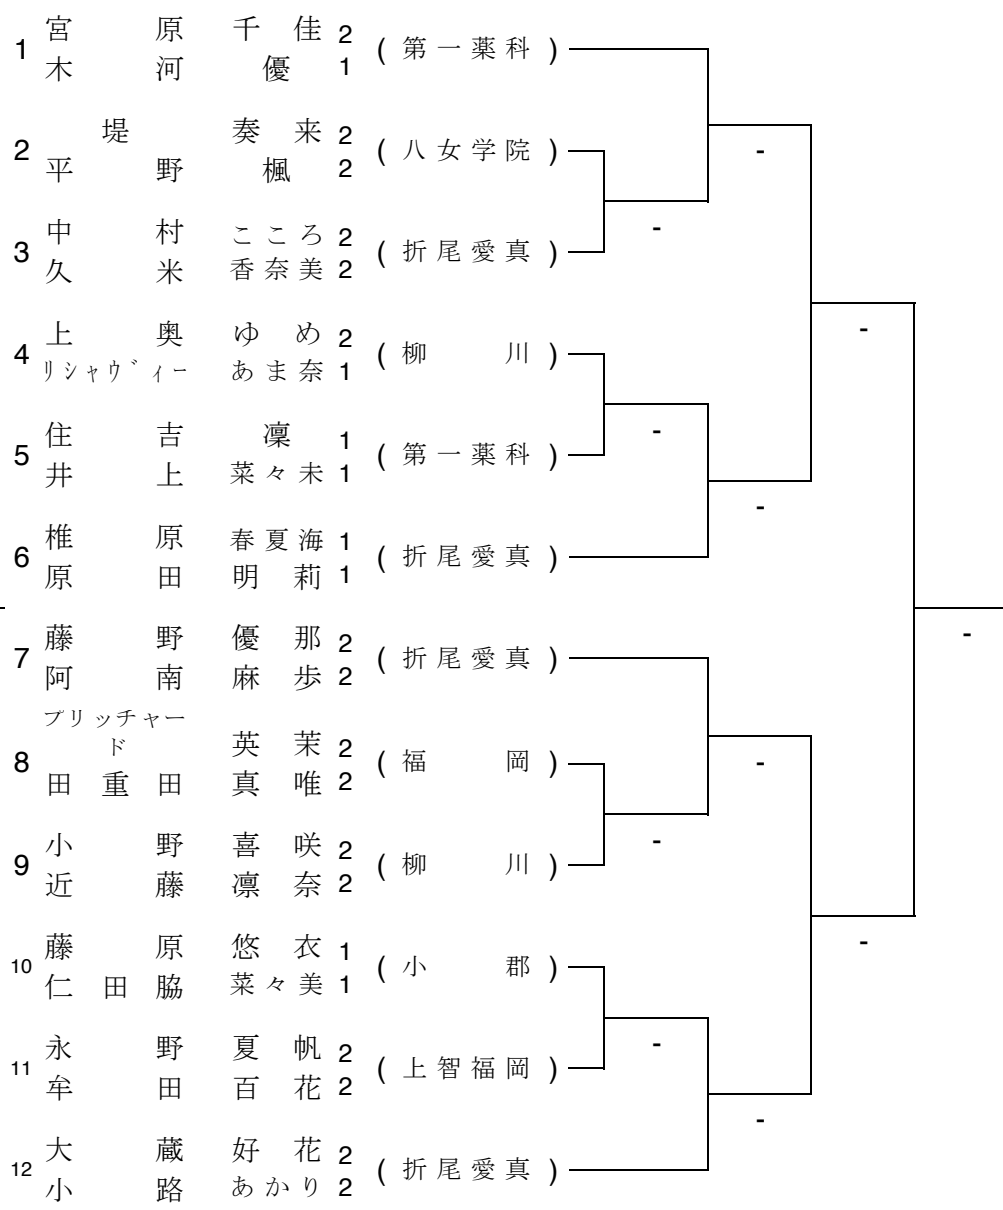 1 宮原 千佳 2 (第一薬科)
木河 優 1
2 堤 奏来 2 (八女学院)
平野 楓 2
-
-
3 中村 こころ 2 (折尾愛真)
久米 香奈美 2
-
4 上奥 ゆめ 2 (柳川)
リシャウ゛ィー あま奈 1
-
5 住吉 凜 1 (第一薬科)
井上 菜々未 1
-
6 椎原 春夏海 1 (折尾愛真)
原田 明莉 1
-
7 藤野 優那 2 (折尾愛真)
阿南 麻歩 2
プリッチャー
ド 英茉 2
8 (福岡)
田重田 真唯 2
-
-
9 小野 喜咲 2 (柳川)
近藤 凛奈 2
-
10 藤原 悠衣 1 (小郡)
仁田脇 菜々美 1
-
11 永野 夏帆 2 (上智福岡)
牟田 百花 2
-
12 大蔵 好花 2 (折尾愛真)
小路 あかり 2